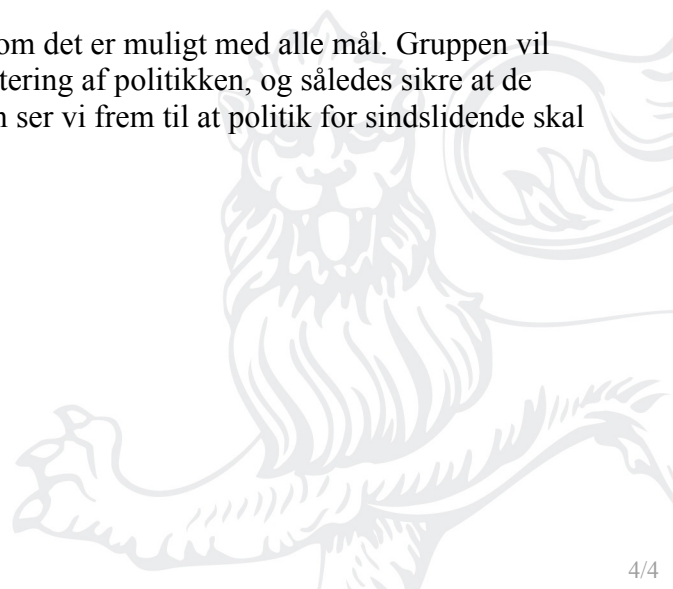 om det er muligt med alle mål. Gruppen vil
tering af politikken, og således sikre at de
n ser vi frem til at politik for sindslidende skal
4/4